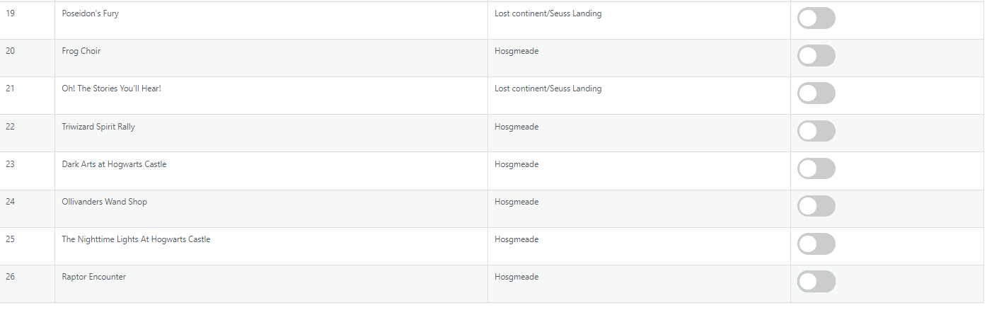 19 Poseidon's Fury Lost continent/Seuss Landing
20 Frog Choir Hosgmeade
21 Oh! The Stories You'll Hear! Lost continent/Seuss Landing
22 Triwizard Spirit Rally Hosgmeade
23 Dark Arts at Hogwarts Castle Hosgmeade
24 Ollivanders Wand Shop Hosgmeade
25 The Nighttime Lights At Hogwarts Castle Hosgmeade
26 Raptor Encounter Hosgmeade